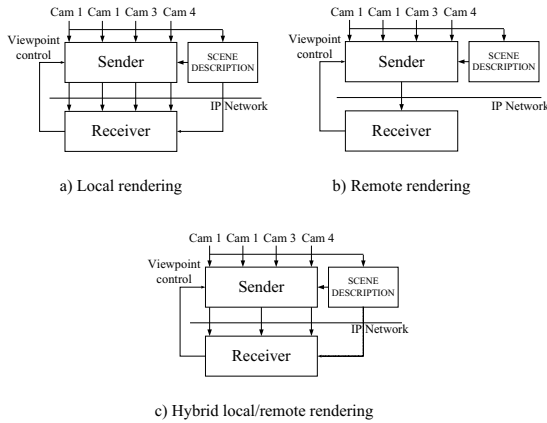 Cam 1 Cam 1 Cam 3 Cam 4
Viewpoint
control
Sender
SCENE
DESCRIPTION
IP Network
Receiver
a) Local rendering
Cam 1 Cam 1 Cam 3 Cam 4
Viewpoint
control
Sender
SCENE
DESCRIPTION
IP Network
Receiver
b) Remote rendering
Cam 1 Cam 1 Cam 3 Cam 4
Viewpoint
control
Sender
SCENE
DESCRIPTION
IP Network
Receiver
c) Hybrid local/remote rendering